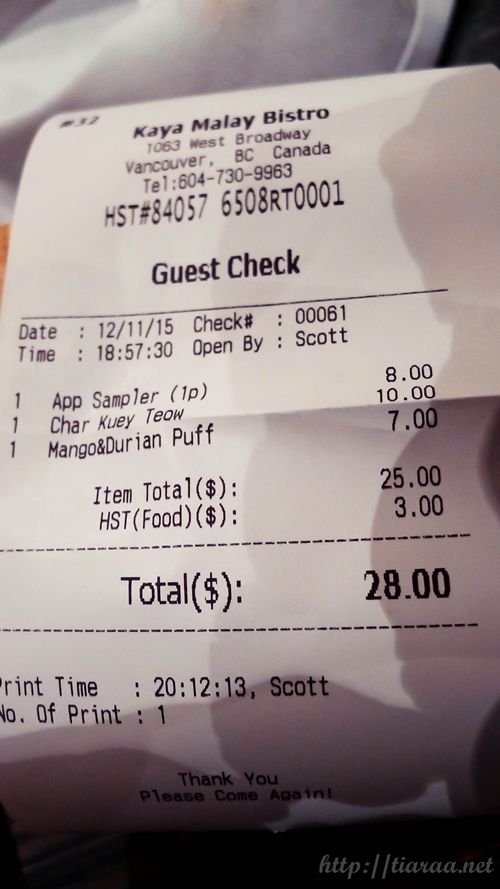 #32
Kaya Malay Bistro
1063 West Broadway
Vancouver, BC Canada
Tel:604-730-9963
HST#84057 6508RT0001
Guest Check
Date : 12/11/15 Check# : 00061
Time : 18:57:30 Open By : Scott
1 App Sampler (1p) 8.00
1 Char Kuey Teow 10.00
1 Mango&Durian Puff 7.00
Item Total($): 25.00
HST(Food)($): 3.00
Total($): 28.00
Print Time : 20:12:13, Scott
No. Of Print : 1
Thank You
Please Come Again!
http://tiaraa.net